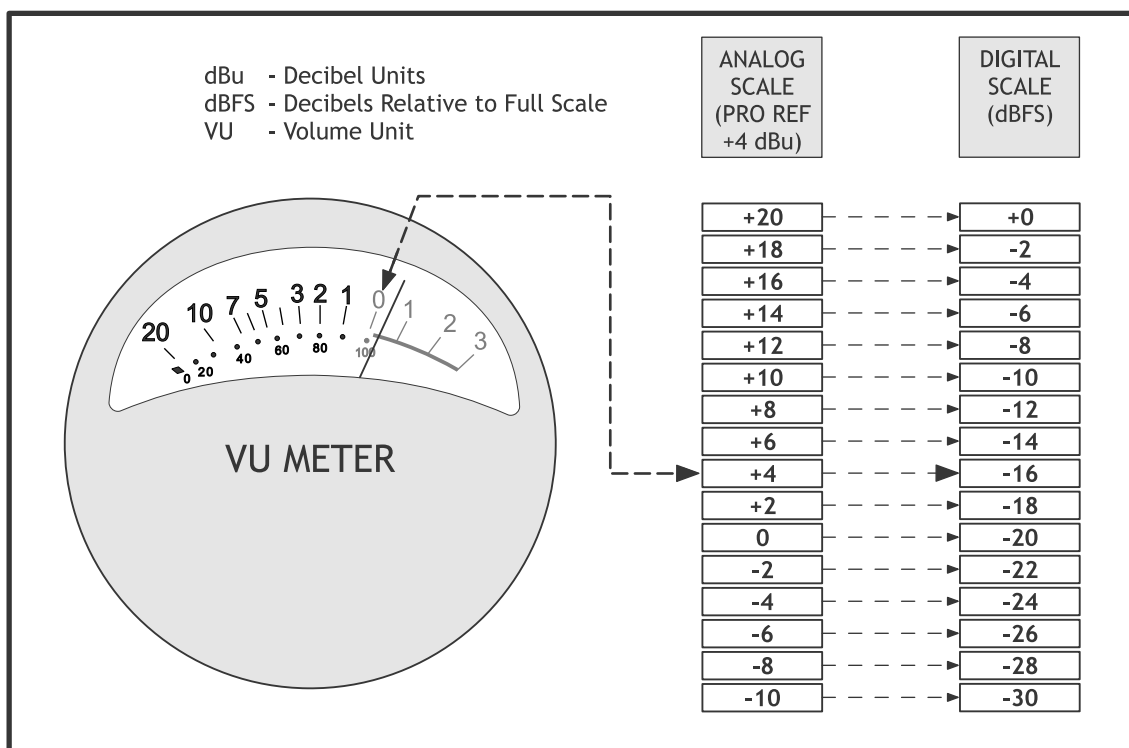 dBu - Decibel Units
dBFS - Decibels Relative to Full Scale
VU - Volume Unit
ANALOG
SCALE
(PRO REF
+4 dBu)
DIGITAL
SCALE
(dBFS)
20 10 7 5 3 2 1 0 1 2 3
0 20 40 60 80 100
VU METER
+20 +0
+18 -2
+16 -4
+14 -6
+12 -8
+10 -10
+8 -12
+6 -14
+4 -16
+2 -18
0 -20
-2 -22
-4 -24
-6 -26
-8 -28
-10 -30